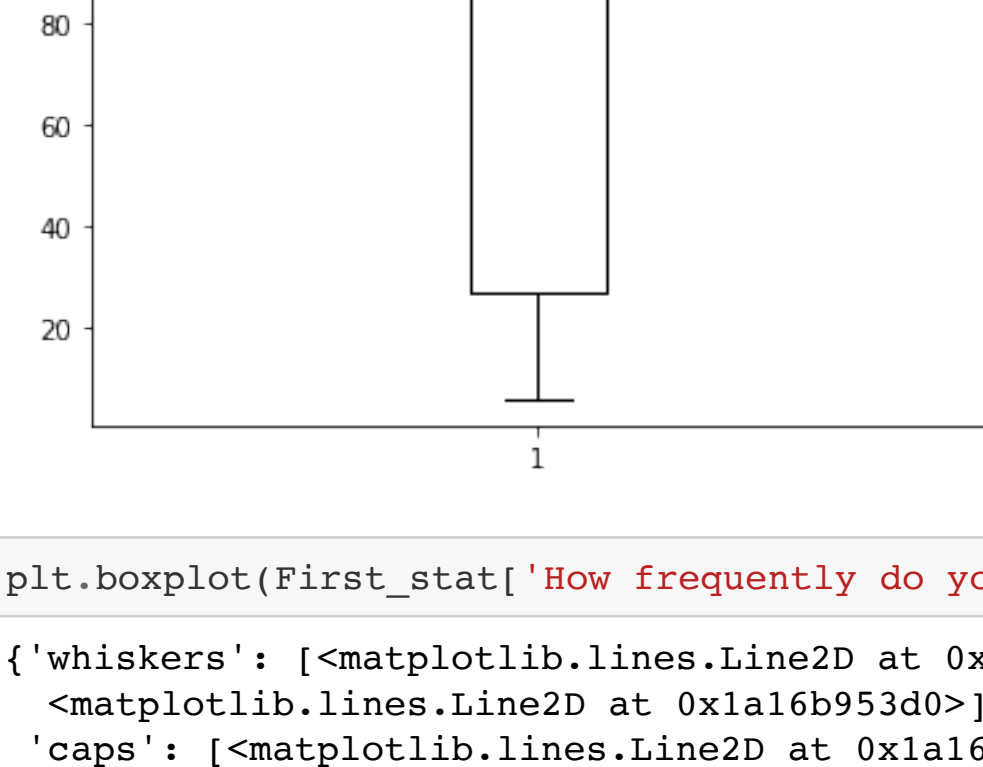 80
60
40
20
1
plt.boxplot(First_stat['How frequently do yo
{'whiskers': [<matplotlib.lines.Line2D at 0x
<matplotlib.lines.Line2D at 0x1a16b953d0>]
'caps': [<matplotlib.lines.Line2D at 0x1a16